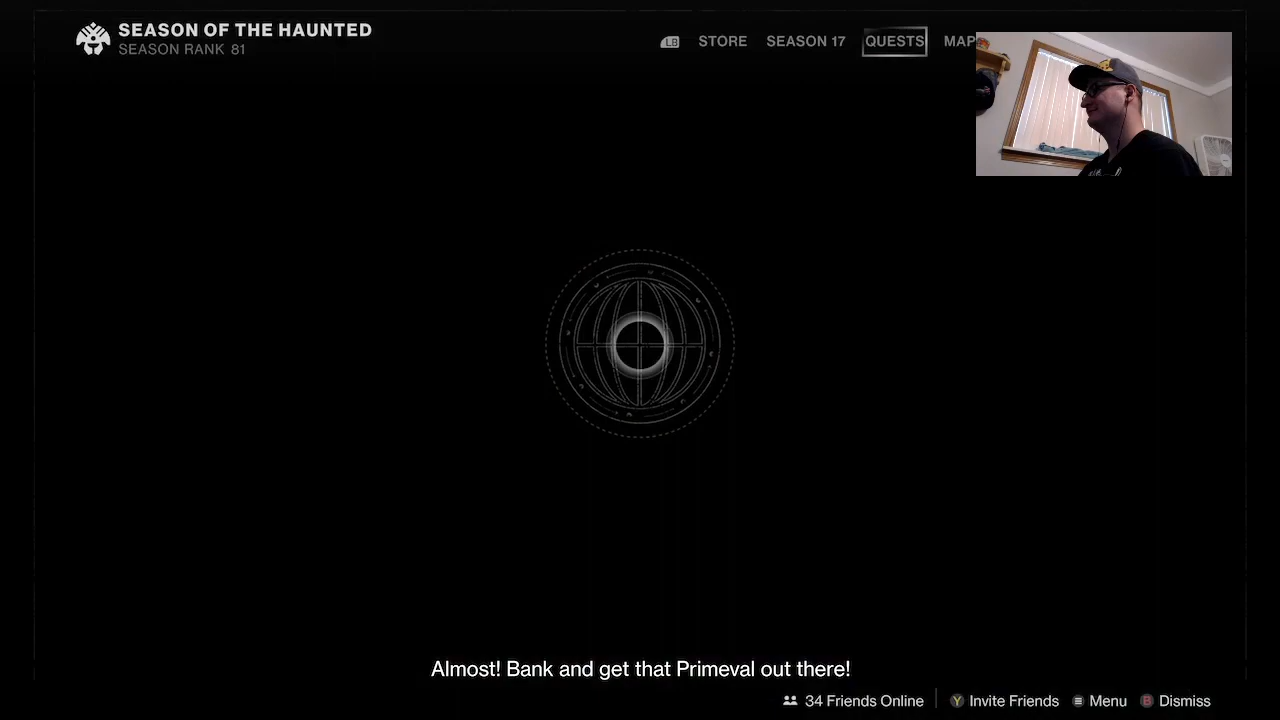 SEASON OF THE HAUNTED
SEASON RANK 81
LB STORE SEASON 17 QUESTS MAP
Almost! Bank and get that Primeval out there!
34 Friends Online Y Invite Friends Menu B Dismiss